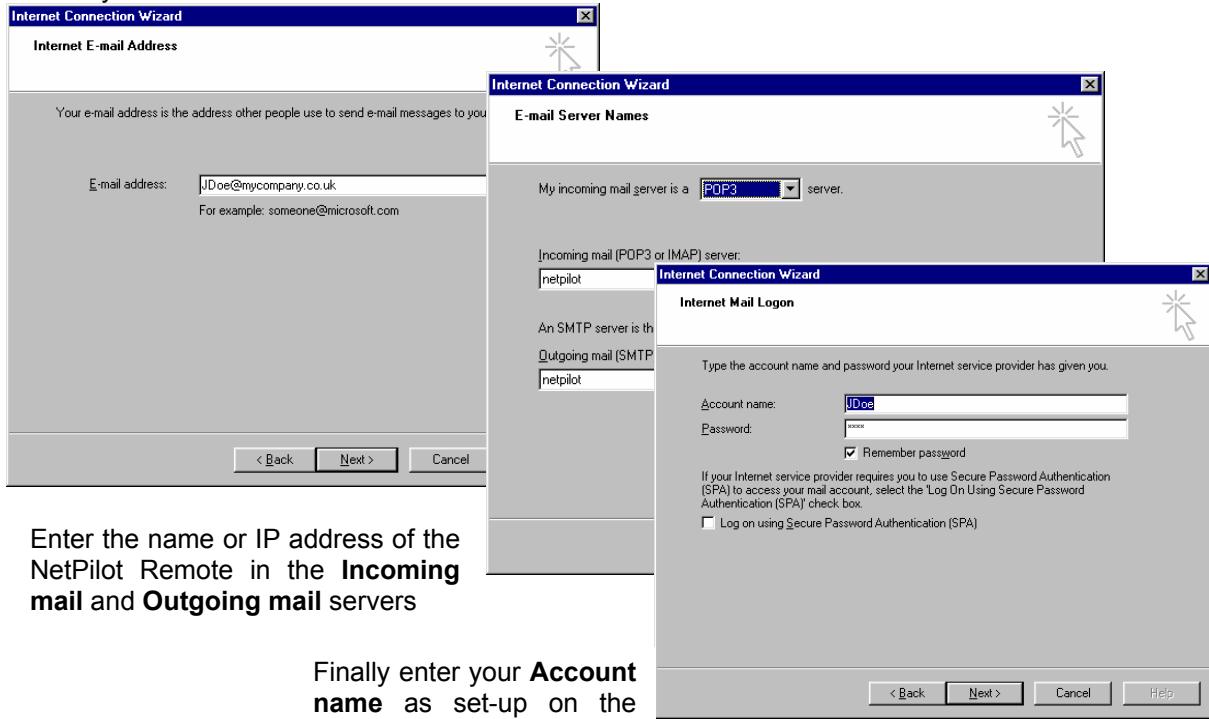 Internet Connection Wizard
Internet E-mail Address
Your e-mail address is the address other people use to send e-mail messages to you
E-mail address:
JDoe@mycompany.co.uk
For example: someone@microsoft.com
< Back
Next >
Cancel
Internet Connection Wizard
E-mail Server Names
My incoming mail server is a POP3 server.
Incoming mail (POP3 or IMAP) server:
netpilot
An SMTP server is th
Outgoing mail (SMTP
netpilot
Internet Connection Wizard
Internet Mail Logon
Type the account name and password your Internet service provider has given you.
Account name:
JDoe
Password:
****
Remember password
If your Internet service provider requires you to use Secure Password Authentication
(SPA) to access your mail account, select the 'Log On Using Secure Password
Authentication (SPA)' check box.
Log on using Secure Password Authentication (SPA)
< Back
Next >
Cancel
Help
Enter the name or IP address of the
NetPilot Remote in the Incoming
mail and Outgoing mail servers
Finally enter your Account
name as set-up on the